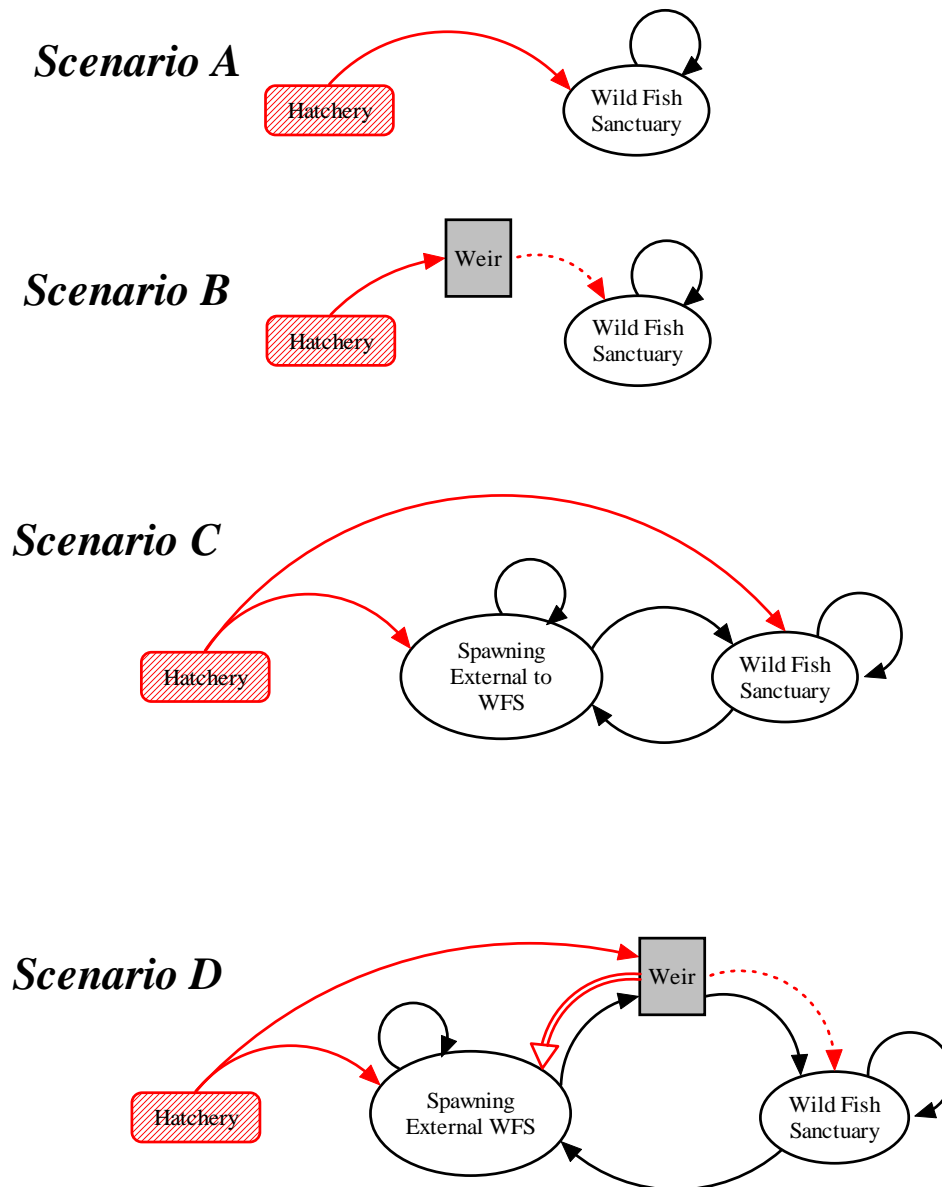 Scenario A
Hatchery
Wild Fish
Sanctuary
Scenario B
Weir
Hatchery
Wild Fish
Sanctuary
Scenario C
Hatchery
Spawning
External to
WFS
Wild Fish
Sanctuary
Scenario D
Weir
Hatchery
Spawning
External WFS
Wild Fish
Sanctuary